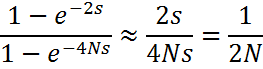 (1 − e^(−2s)) / (1 − e^(−4Ns)) ≈ 2s / 4Ns = 1 / 2N